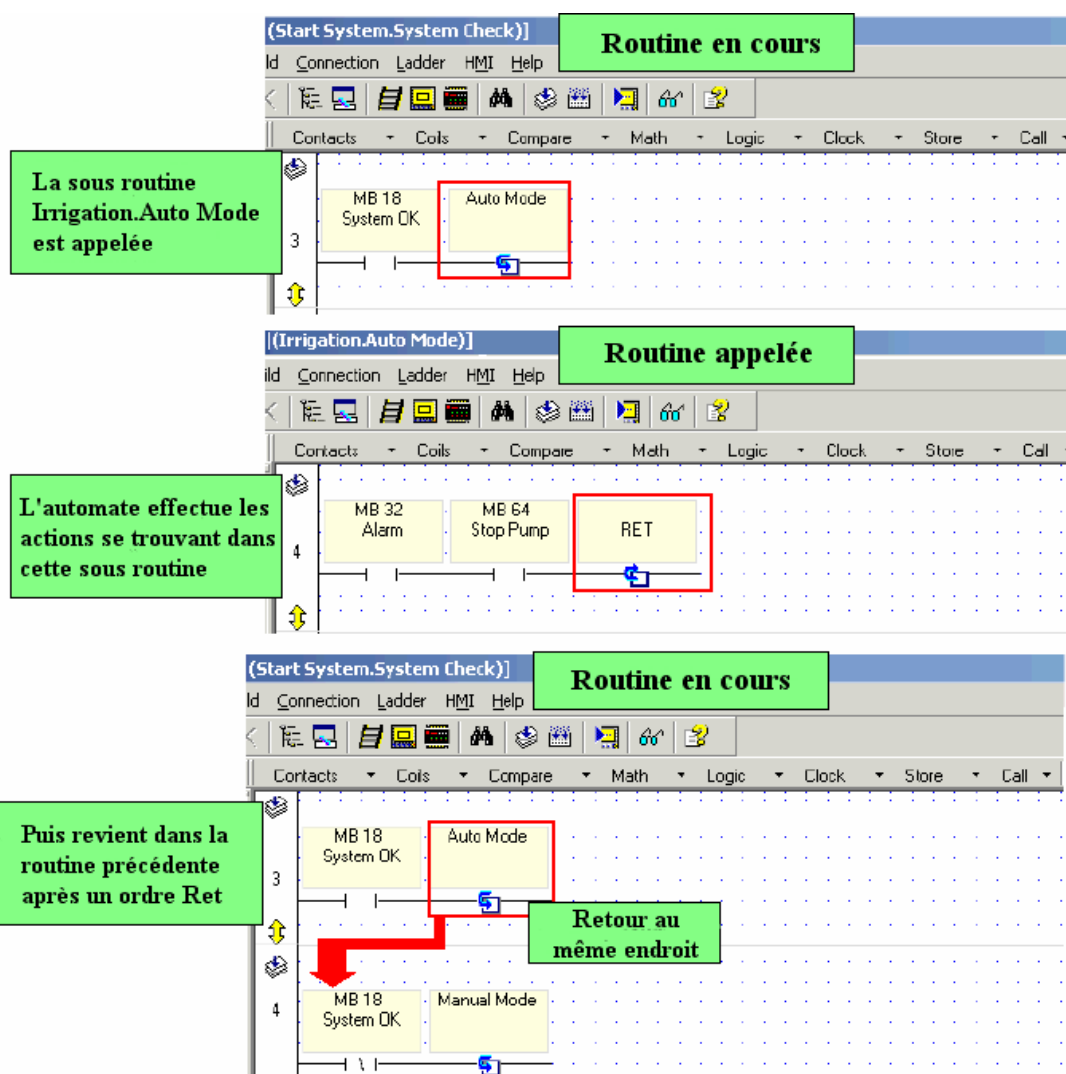 (Start System.System Check)]
Routine en cours
ld Connection Ladder HMI Help
Contacts Coils Compare Math Logic Clock Store Call
La sous routine
Irrigation.Auto Mode
est appelée
MB 18
System OK
Auto Mode
3
(Irrigation.Auto Mode)]
Routine appelée
ild Connection Ladder HMI Help
Contacts Coils Compare Math Logic Clock Store Call
L'automate effectue les
actions se trouvant dans
cette sous routine
MB 32
Alarm
MB 64
Stop Pump
RET
4
(Start System.System Check)]
Routine en cours
ld Connection Ladder HMI Help
Contacts Coils Compare Math Logic Clock Store Call
Puis revient dans la
routine précédente
après un ordre Ret
MB 18
System OK
Auto Mode
3
Retour au
même endroit
MB 18
System OK
Manual Mode
4